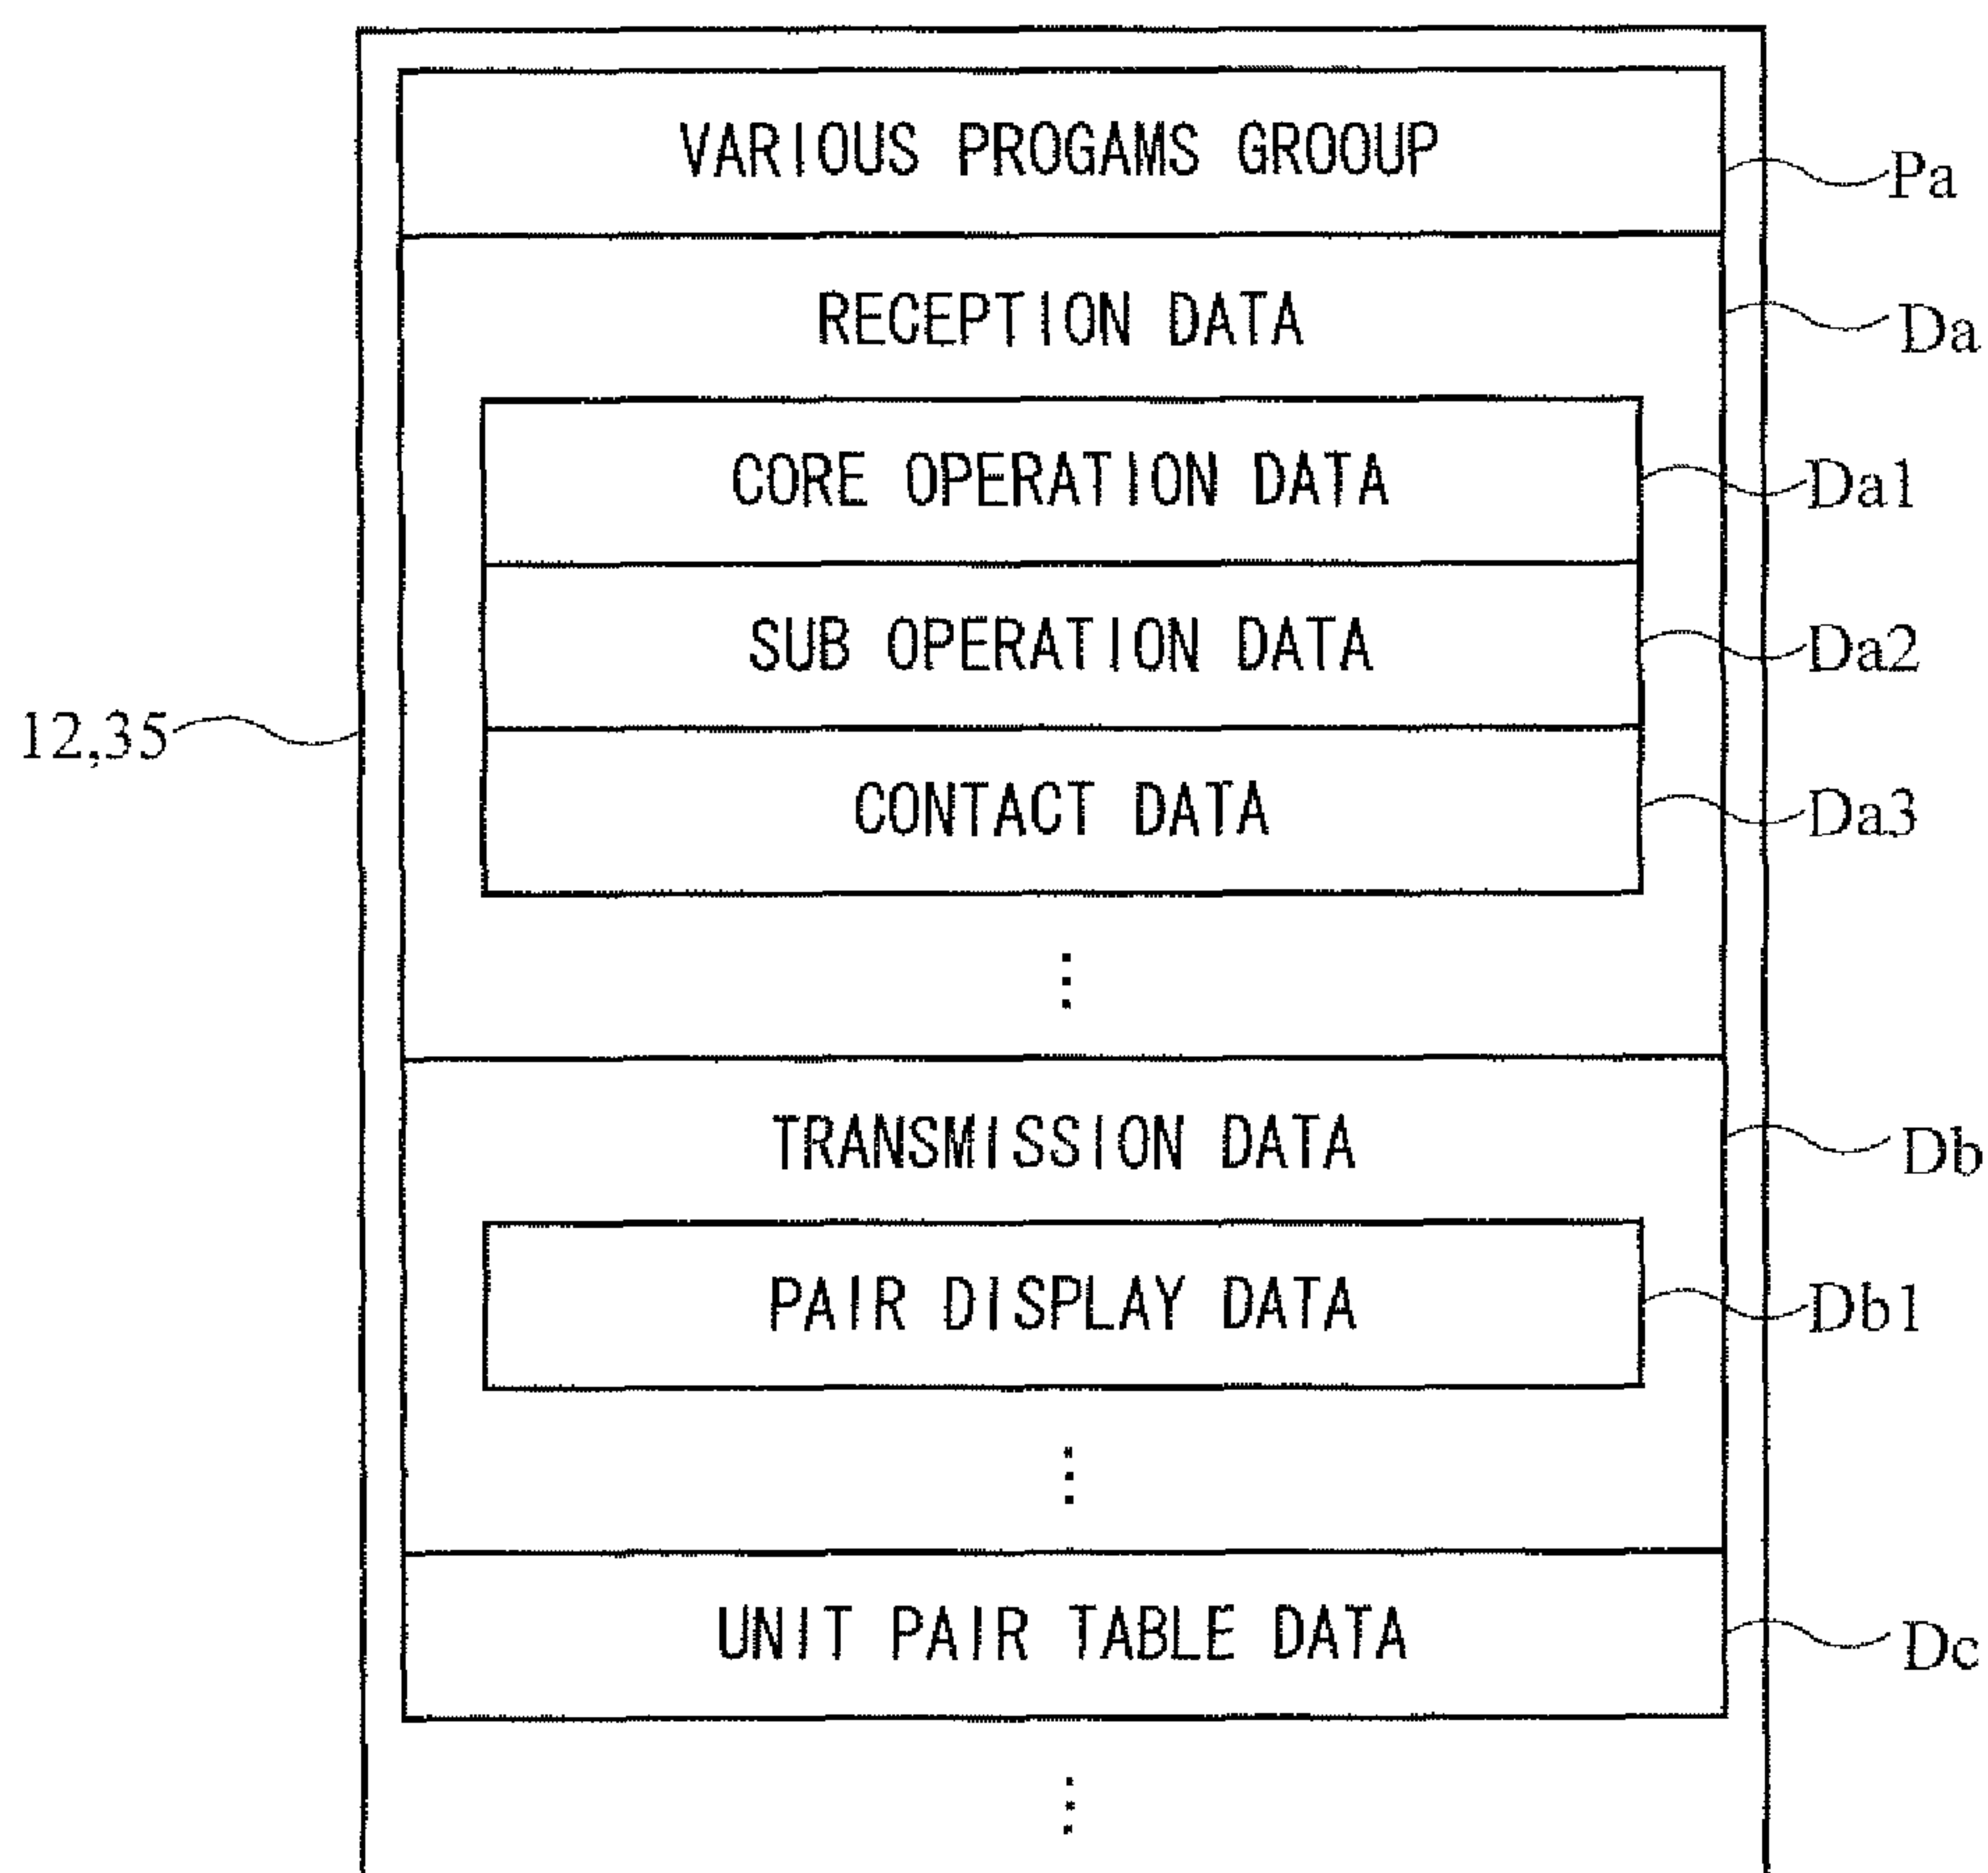 VARIOUS PROGAMS GROOUP
Pa
RECEPTION DATA
Da
CORE OPERATION DATA
Da1
SUB OPERATION DATA
Da2
12,35
CONTACT DATA
Da3
TRANSMISSION DATA
Db
PAIR DISPLAY DATA
Db1
UNIT PAIR TABLE DATA
Dc